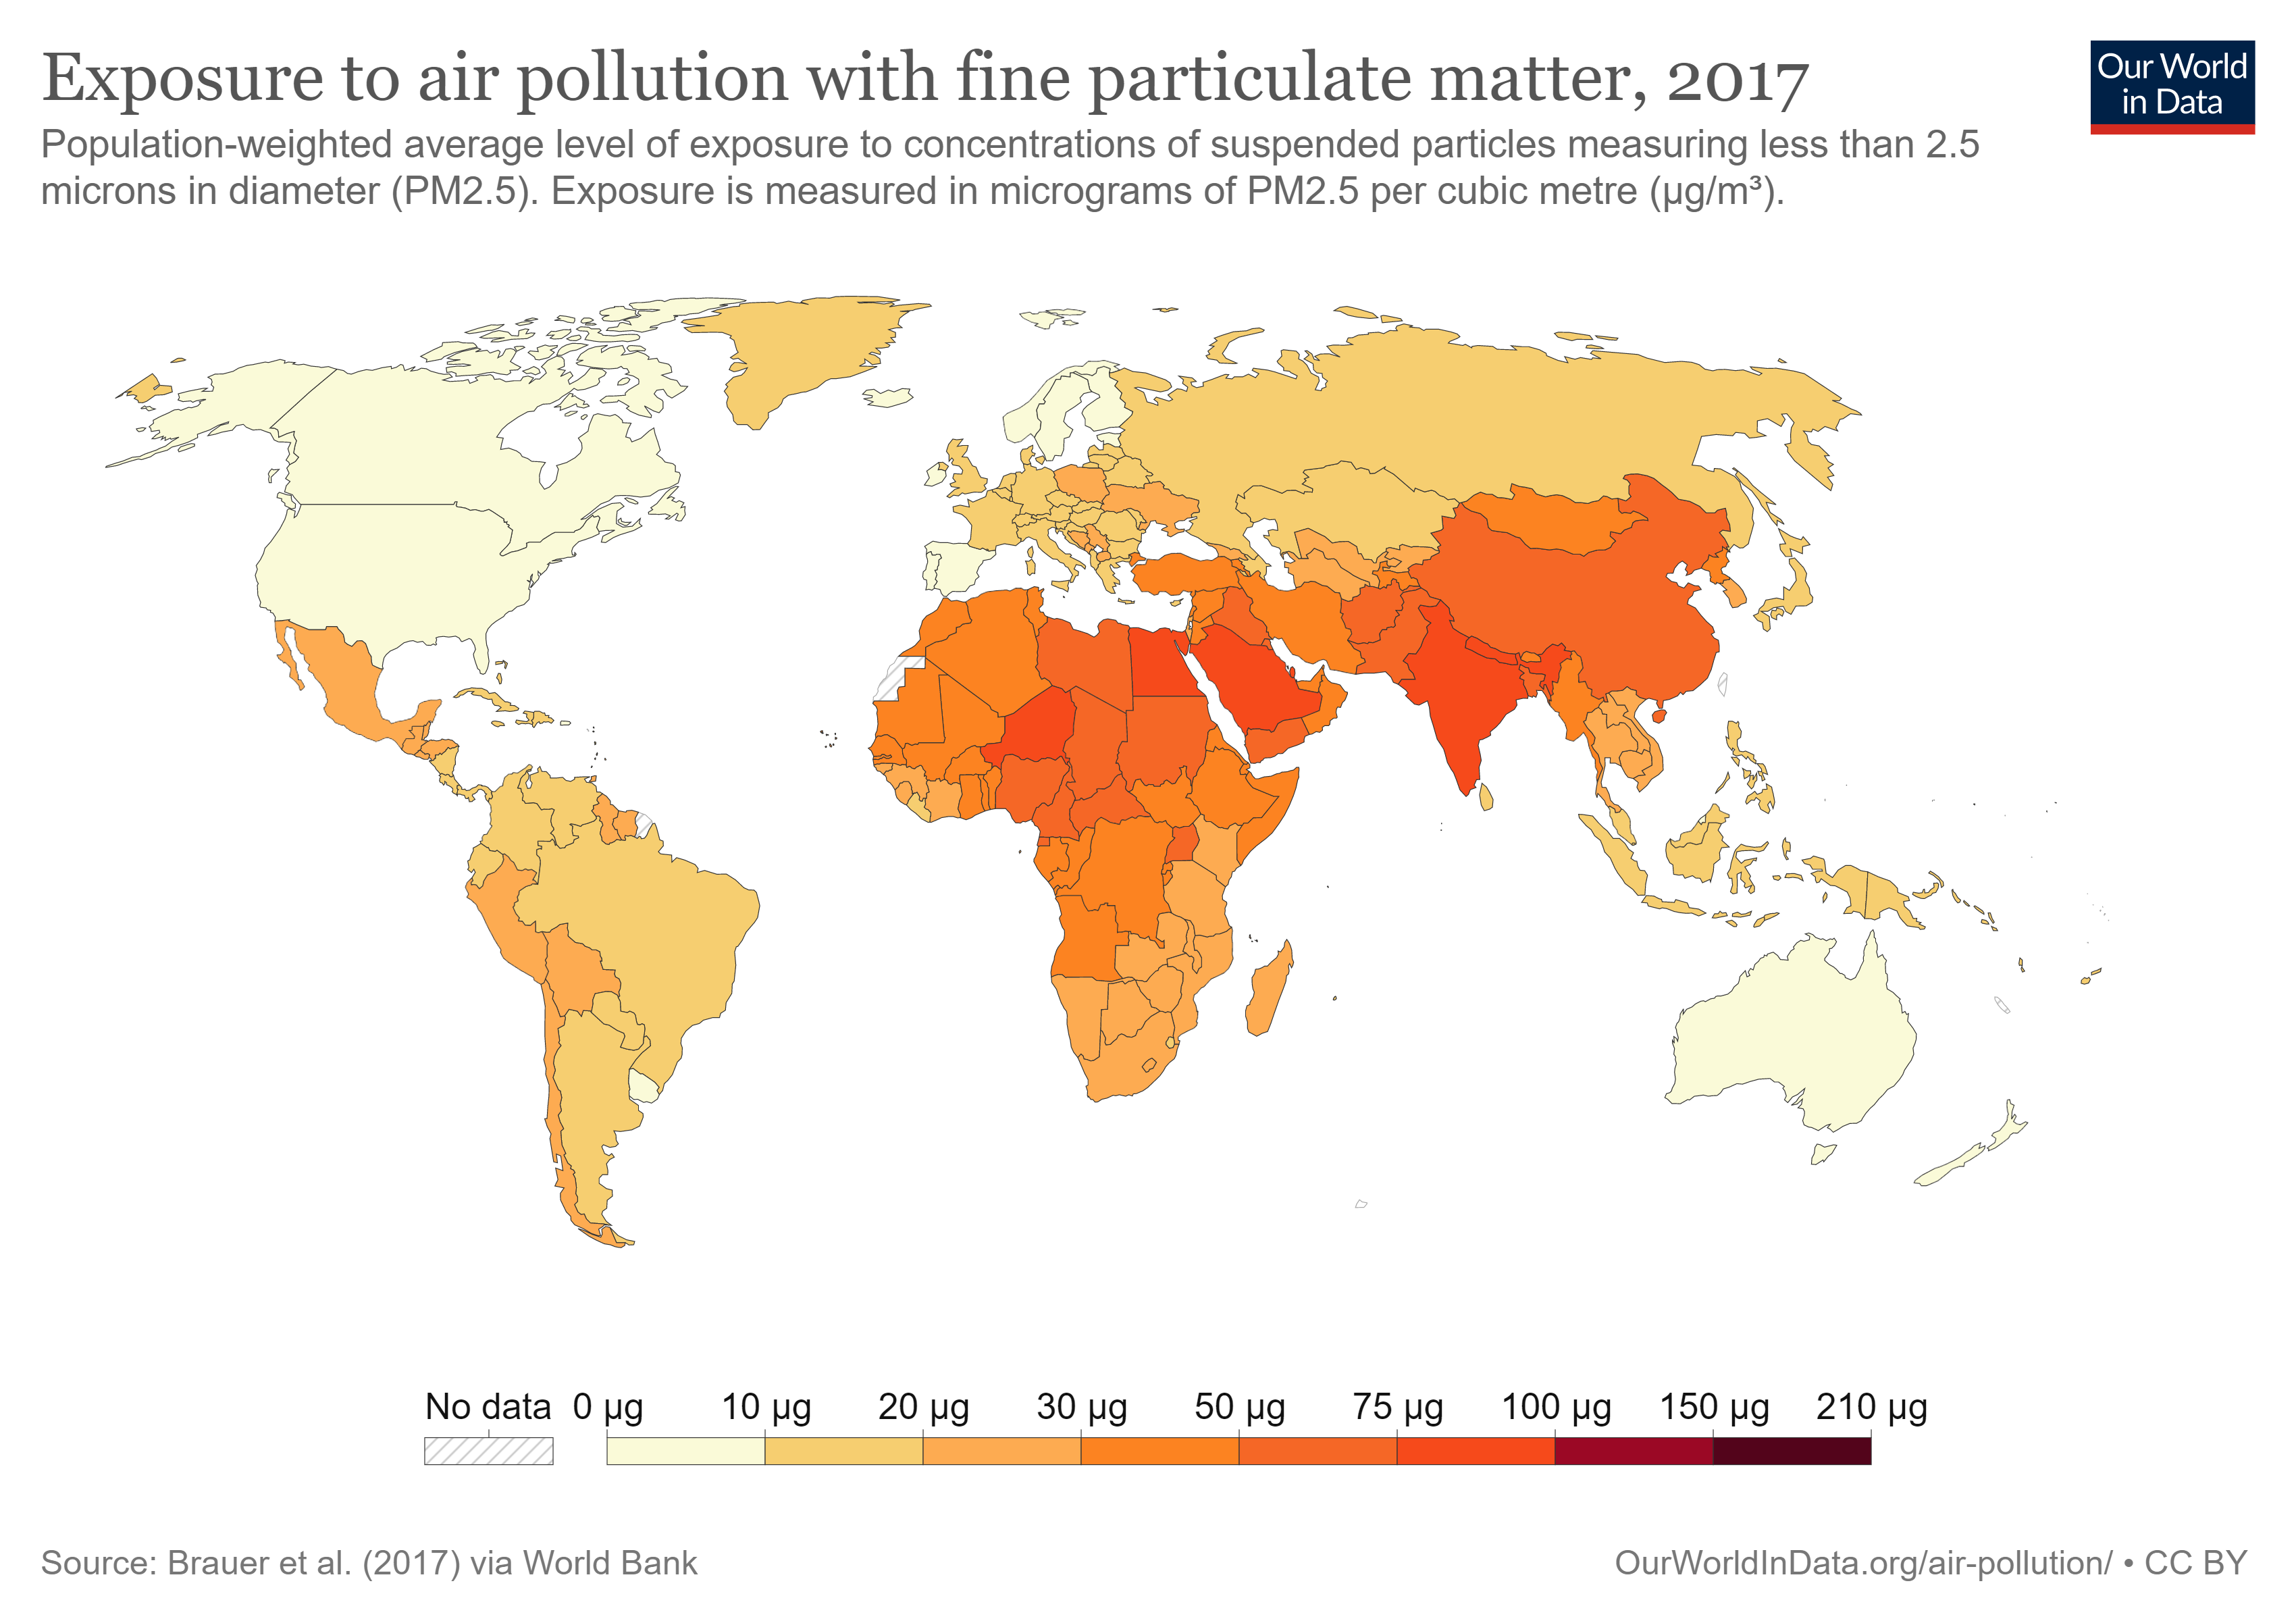 Exposure to air pollution with fine particulate matter, 2017
Our World
in Data
Population-weighted average level of exposure to concentrations of suspended particles measuring less than 2.5
microns in diameter (PM2.5). Exposure is measured in micrograms of PM2.5 per cubic metre (µg/m³).
No data 0 µg 10 µg 20 µg 30 µg 50 µg 75 µg 100 µg 150 µg 210 µg
Source: Brauer et al. (2017) via World Bank
OurWorldInData.org/air-pollution/ • CC BY